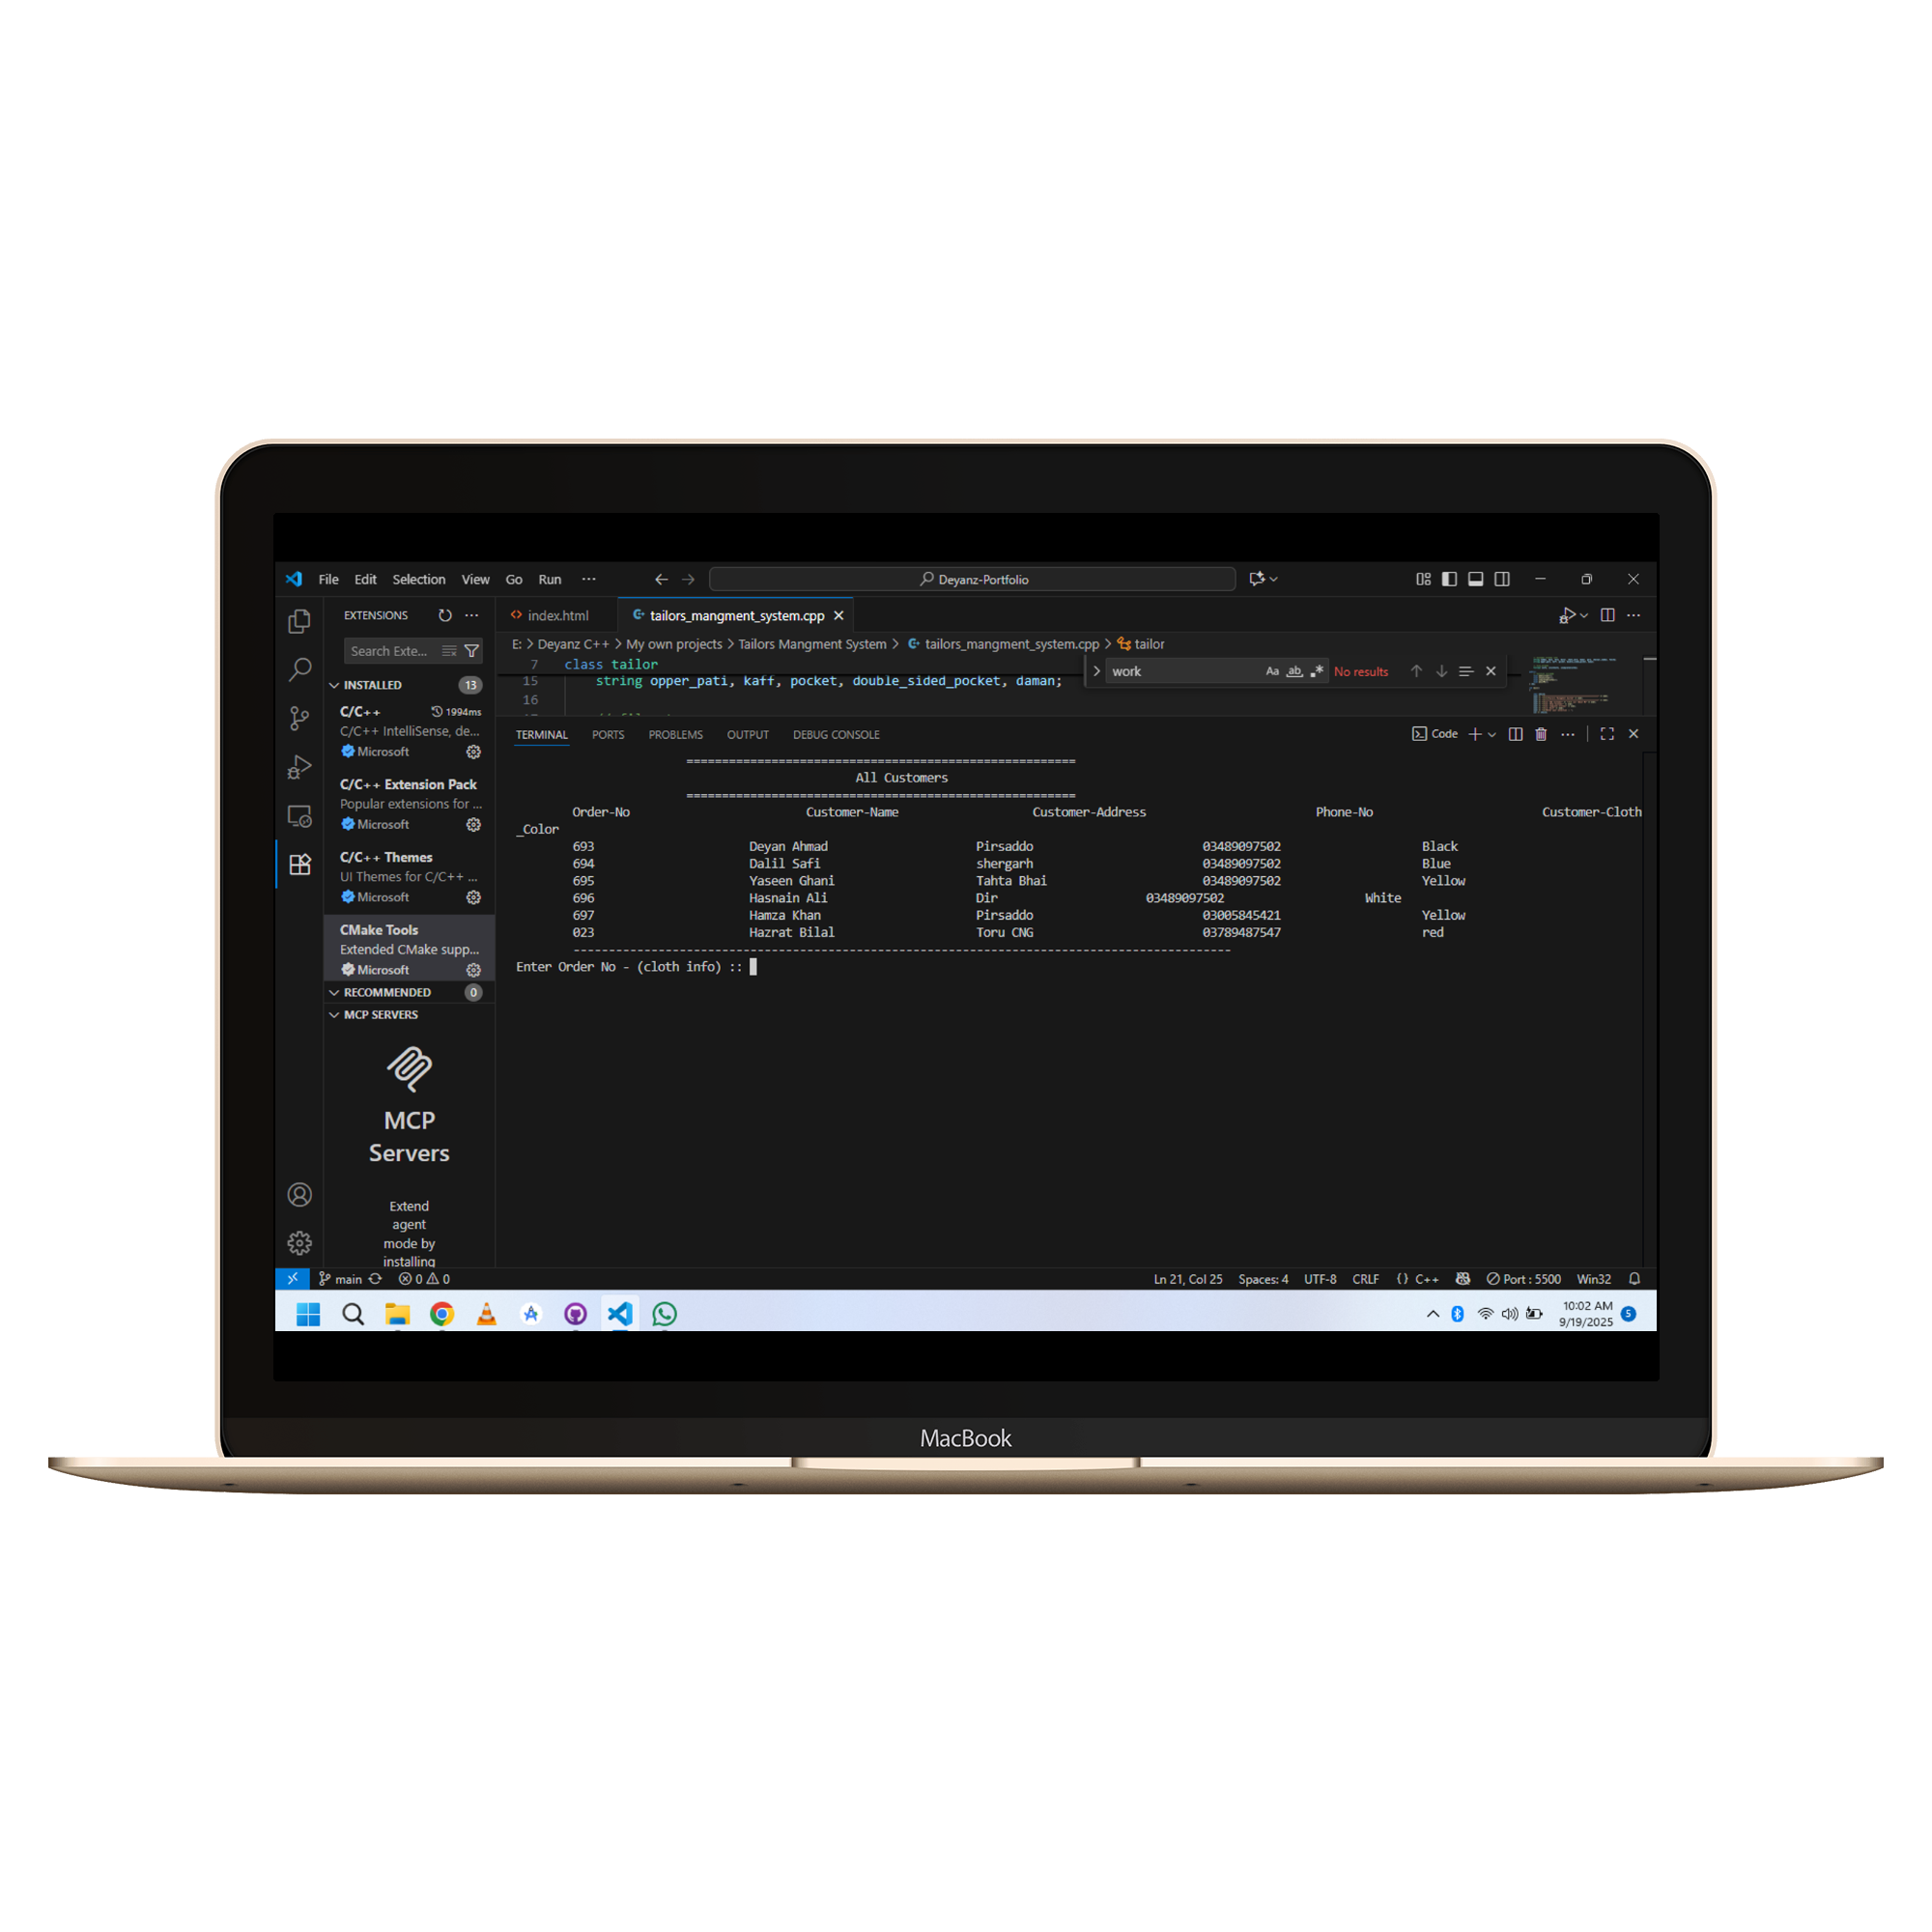 File Edit Selection View Go Run ··· Deyanz-Portfolio
EXTENSIONS
Search Exte...
INSTALLED 13
C/C++ 1994ms
C/C++ IntelliSense, de...
Microsoft
C/C++ Extension Pack
Popular extensions for ...
Microsoft
C/C++ Themes
UI Themes for C/C++ ...
Microsoft
CMake Tools
Extended CMake supp...
Microsoft
RECOMMENDED 0
MCP SERVERS
MCP
Servers
Extend
agent
mode by
installing
index.html tailors_mangment_system.cpp
E: > Deyanz C++ > My own projects > Tailors Mangment System > tailors_mangment_system.cpp > tailor
7 class tailor
15 string opper_pati, kaff, pocket, double_sided_pocket, daman;
16
work Aa ab No results
TERMINAL PORTS PROBLEMS OUTPUT DEBUG CONSOLE Code
=======================================================
All Customers
=======================================================
Order-No Customer-Name Customer-Address Phone-No Customer-Cloth
_Color
693 Deyan Ahmad Pirsaddo 03489097502 Black
694 Dalil Safi shergarh 03489097502 Blue
695 Yaseen Ghani Tahta Bhai 03489097502 Yellow
696 Hasnain Ali Dir 03489097502 White
697 Hamza Khan Pirsaddo 03005845421 Yellow
023 Hazrat Bilal Toru CNG 03789487547 red
---------------------------------------------------------------------------------------------
Enter Order No - (cloth info) ::
main 0 0 Ln 21, Col 25 Spaces: 4 UTF-8 CRLF {} C++ Port : 5500 Win32
10:02 AM
9/19/2025 5
MacBook